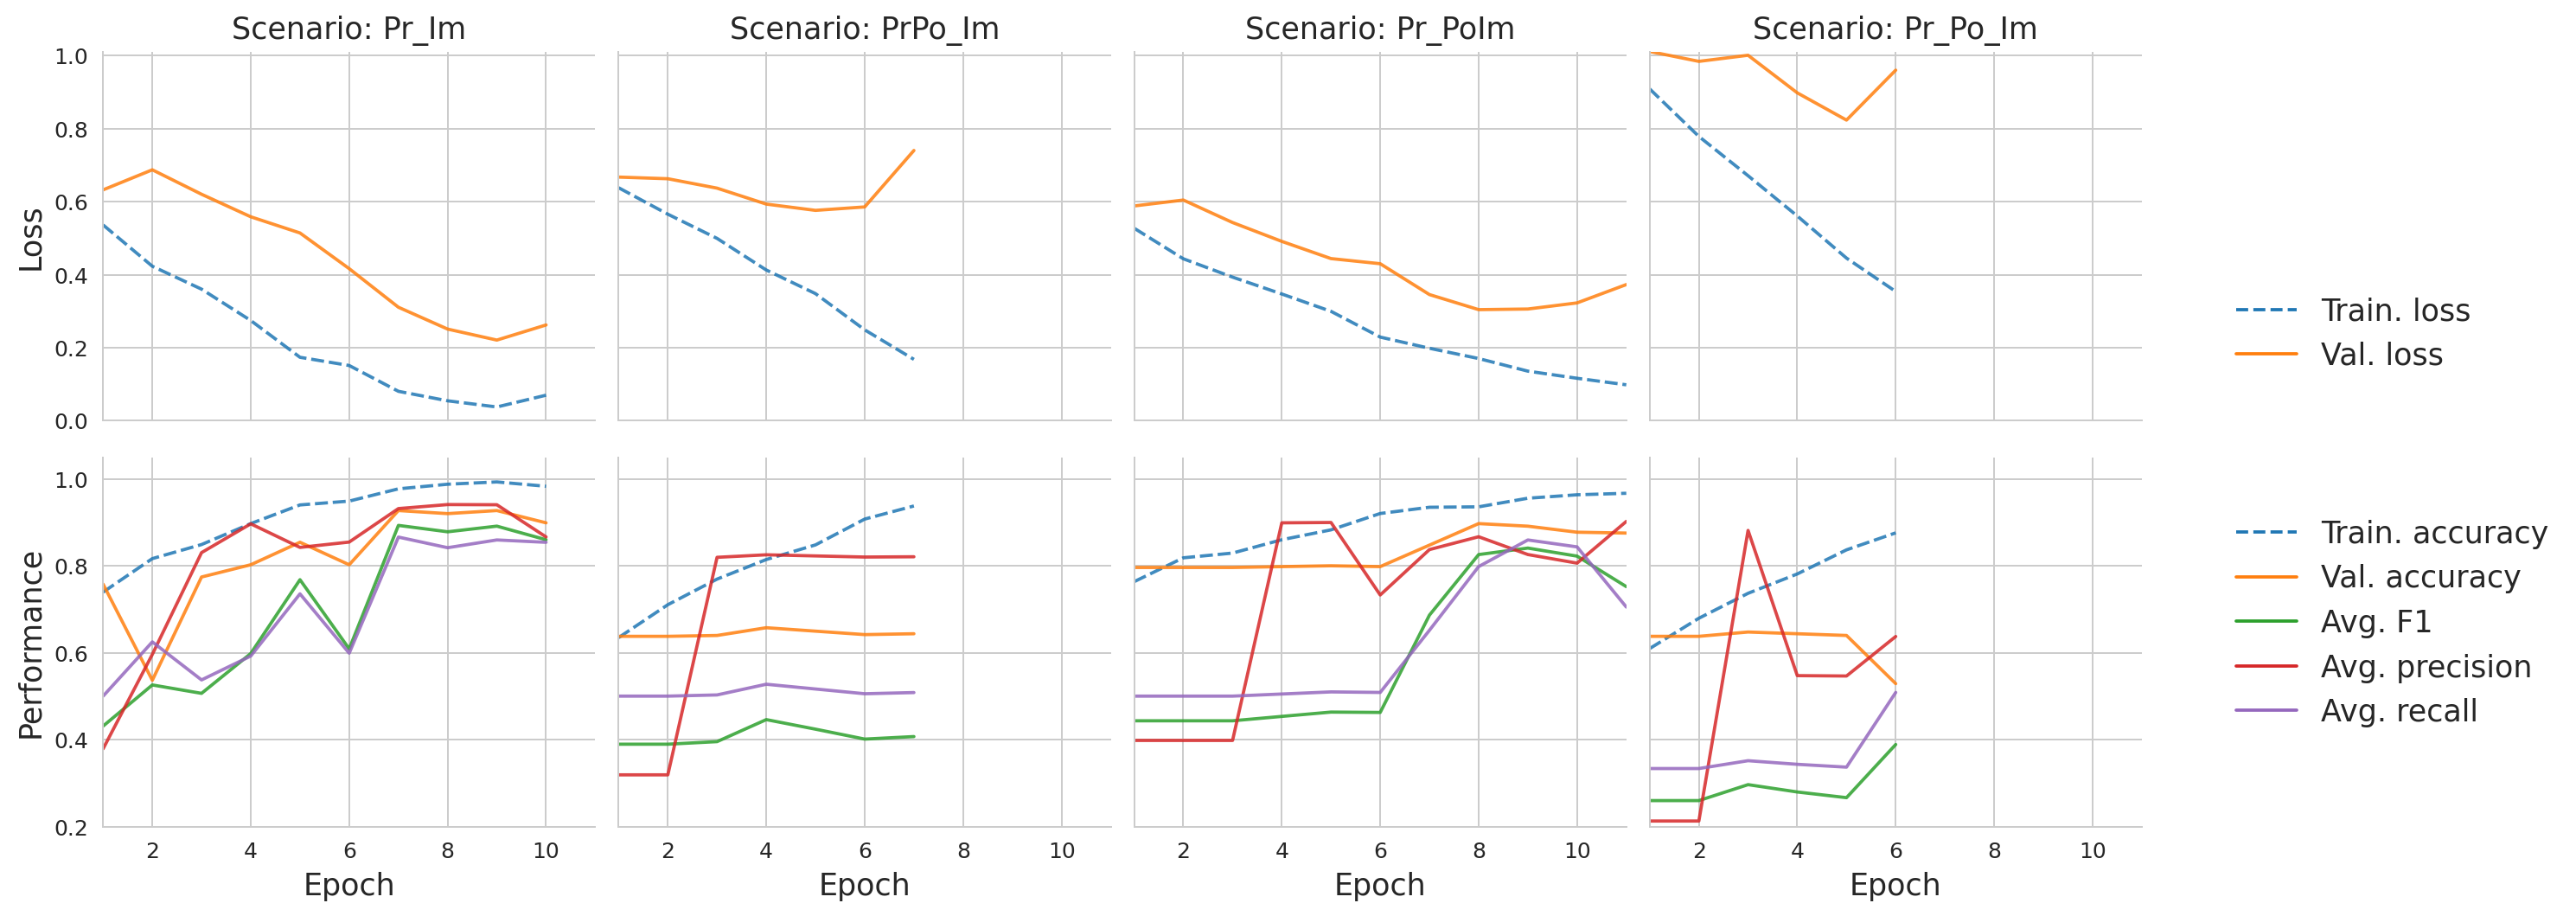 Scenario: Pr_Im
Scenario: PrPo_Im
Scenario: Pr_PoIm
Scenario: Pr_Po_Im
Loss
1.0
0.8
0.6
0.4
0.2
0.0
Train. loss
Val. loss
Performance
1.0
0.8
0.6
0.4
0.2
2 4 6 8 10
2 4 6 8 10
2 4 6 8 10
2 4 6 8 10
Epoch
Epoch
Epoch
Epoch
Train. accuracy
Val. accuracy
Avg. F1
Avg. precision
Avg. recall